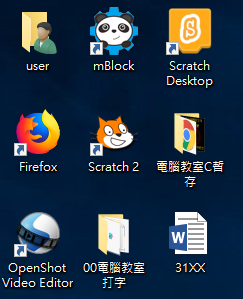 user
mBlock
Scratch
Desktop
Firefox
Scratch 2
電腦教室C暫
存
OpenShot
Video Editor
00電腦教室
打字
31XX